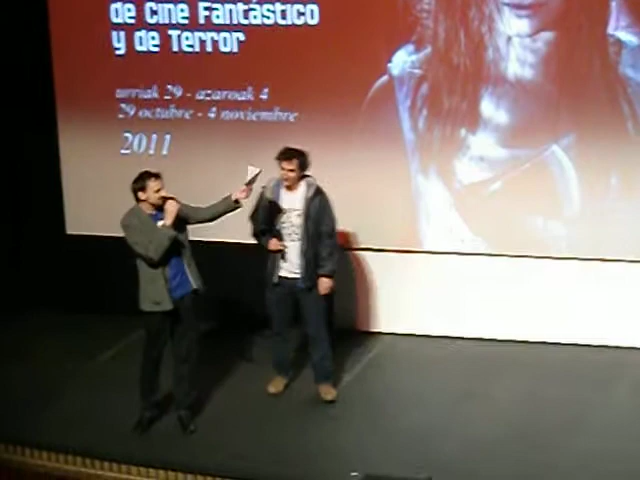 de Cine Fantástico
y de Terror
urriak 29 - azaroak 4
29 octubre - 4 noviembre
2011